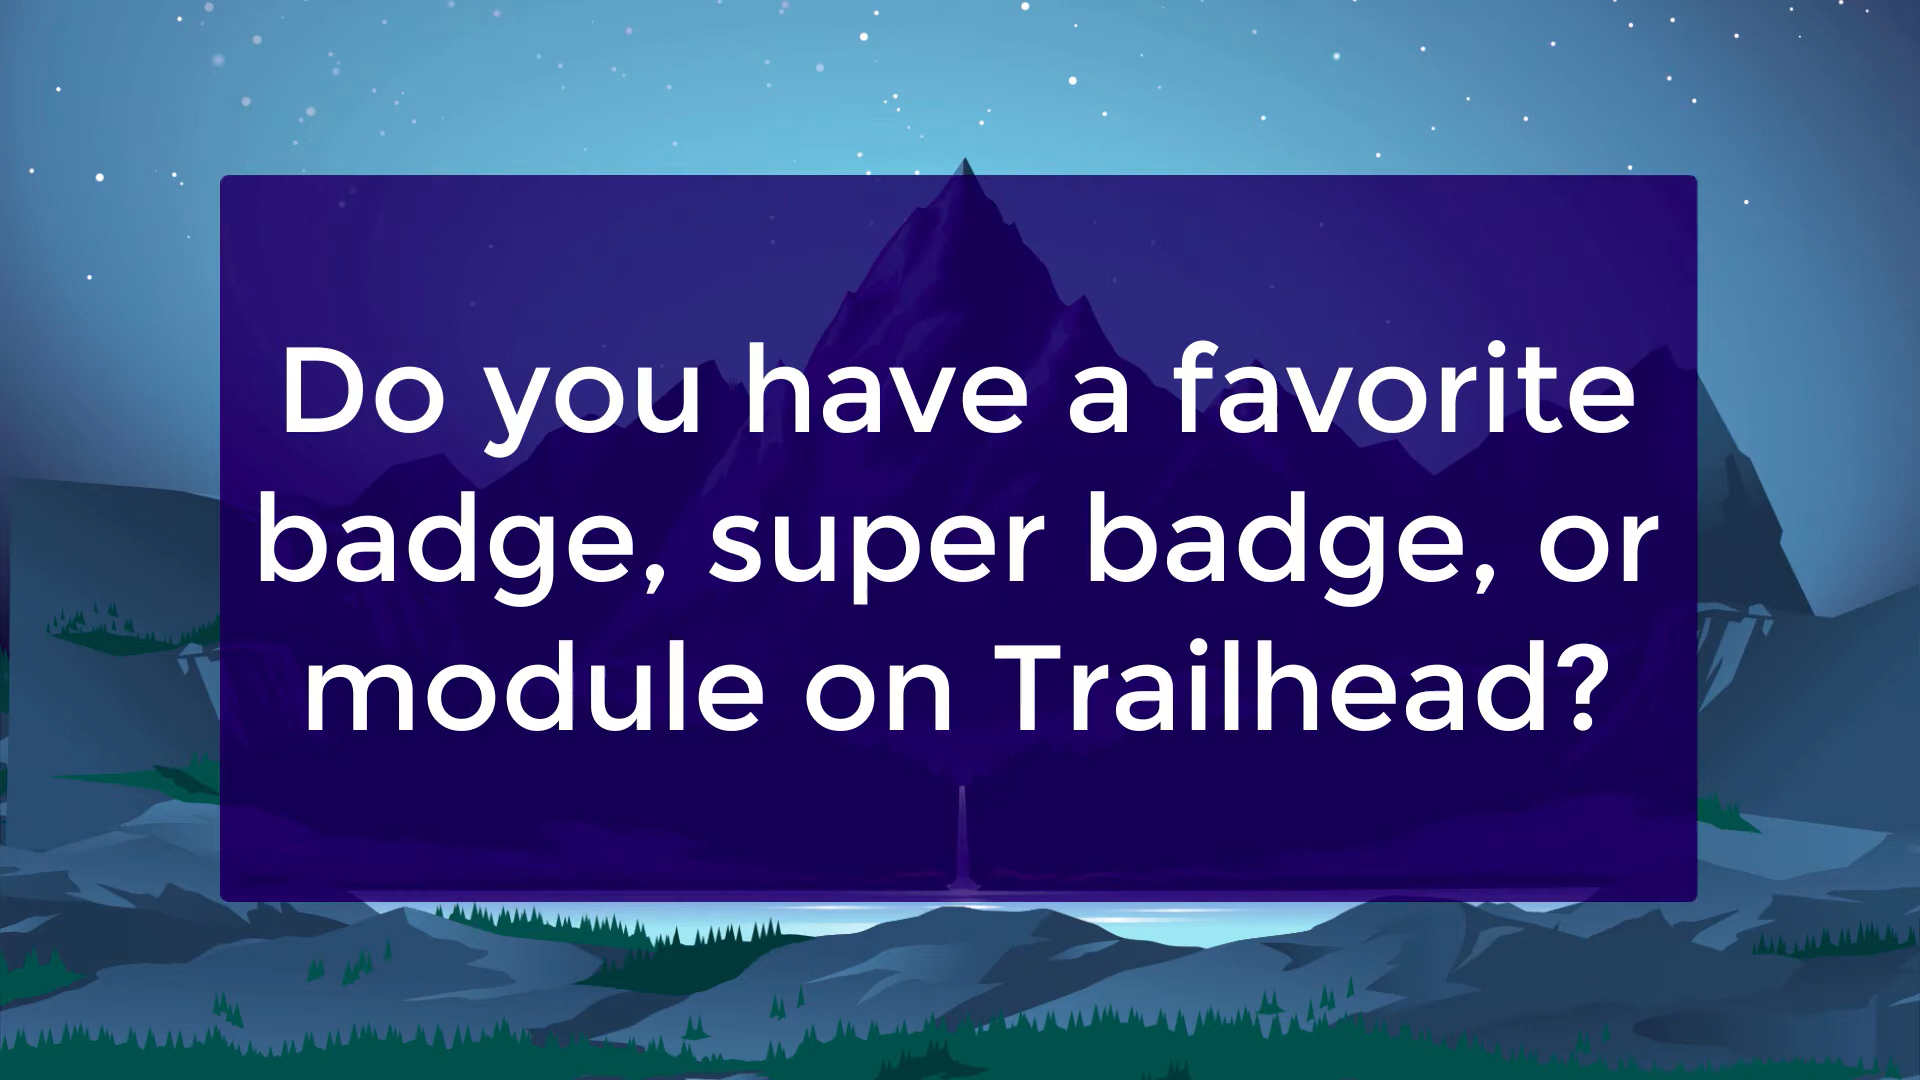 Do you have a favorite
badge, super badge, or
module on Trailhead?